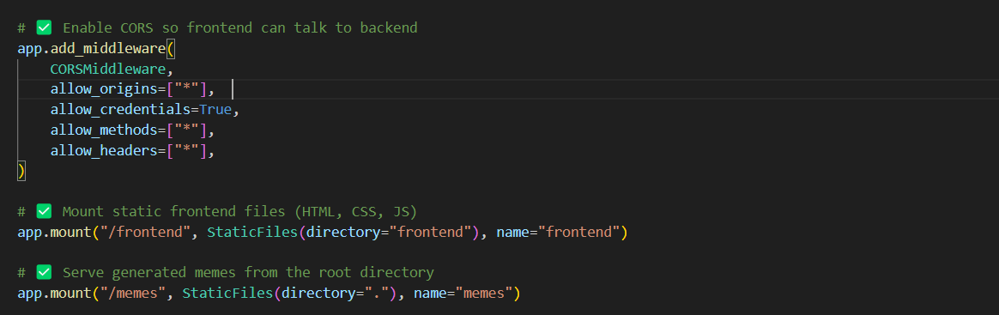 # ✅ Enable CORS so frontend can talk to backend
app.add_middleware(
    CORSMiddleware,
    allow_origins=["*"],
    allow_credentials=True,
    allow_methods=["*"],
    allow_headers=["*"],
)
# ✅ Mount static frontend files (HTML, CSS, JS)
app.mount("/frontend", StaticFiles(directory="frontend"), name="frontend")
# ✅ Serve generated memes from the root directory
app.mount("/memes", StaticFiles(directory="."), name="memes")